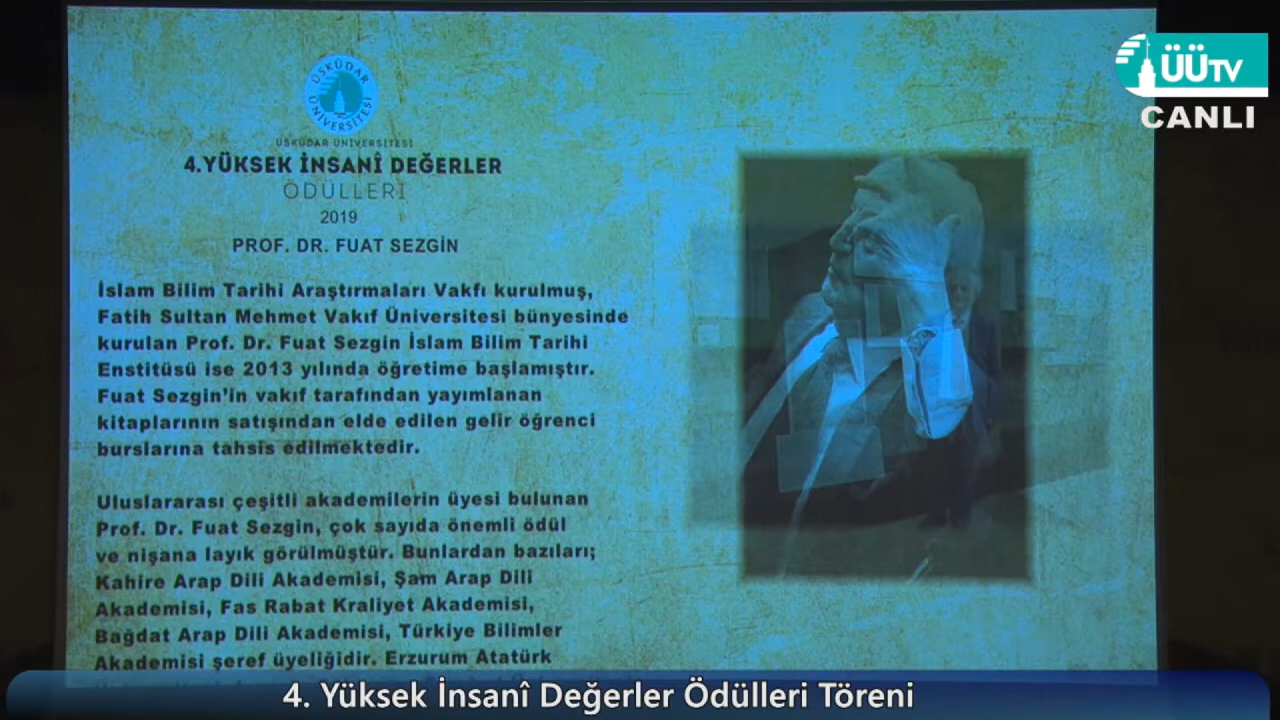 ÜSKÜDAR
ÜNİVERSİTESİ
ÜSKÜDAR ÜNİVERSİTESİ
4.YÜKSEK İNSANÎ DEĞERLER
ÖDÜLLERİ
2019
PROF. DR. FUAT SEZGİN
İslam Bilim Tarihi Araştırmaları Vakfı kurulmuş,
Fatih Sultan Mehmet Vakıf Üniversitesi bünyesinde
kurulan Prof. Dr. Fuat Sezgin İslam Bilim Tarihi
Enstitüsü ise 2013 yılında öğretime başlamıştır.
Fuat Sezgin'in vakıf tarafından yayımlanan
kitaplarının satışından elde edilen gelir öğrenci
burslarına tahsis edilmektedir.
Uluslararası çeşitli akademilerin üyesi bulunan
Prof. Dr. Fuat Sezgin, çok sayıda önemli ödül
ve nişana layık görülmüştür. Bunlardan bazıları;
Kahire Arap Dili Akademisi, Şam Arap Dili
Akademisi, Fas Rabat Kraliyet Akademisi,
Bağdat Arap Dili Akademisi, Türkiye Bilimler
Akademisi şeref üyeliğidir. Erzurum Atatürk
ÜÜTV
CANLI
4. Yüksek İnsanî Değerler Ödülleri Töreni